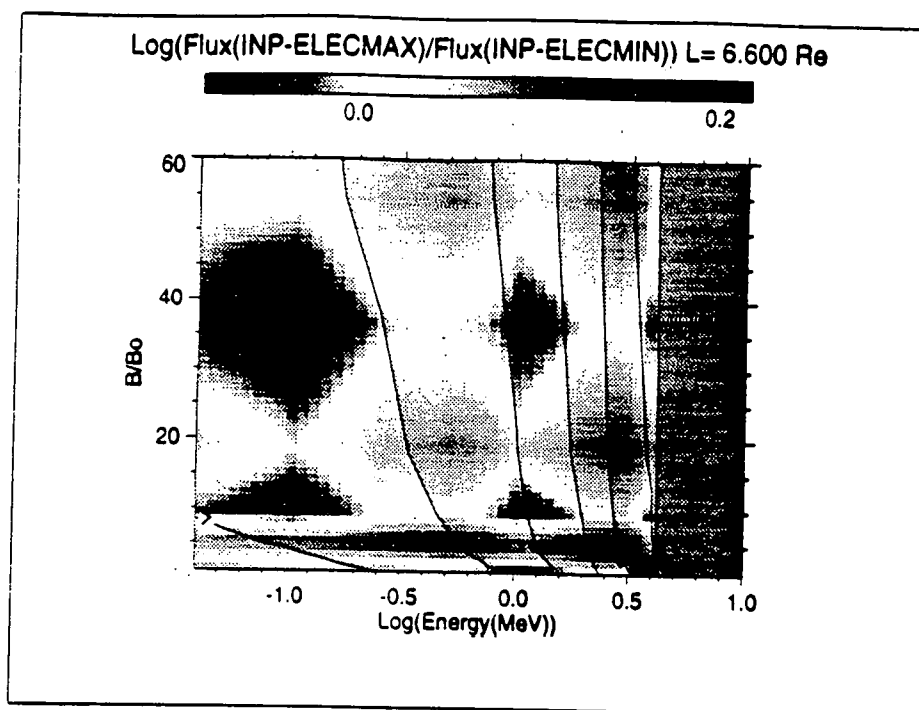 Log(Flux(INP-ELECMAX)/Flux(INP-ELECMIN)) L= 6.600 Re
0.0 0.2
60
40
20
B/Bo
-1.0 -0.5 0.0 0.5 1.0
Log(Energy(MeV))